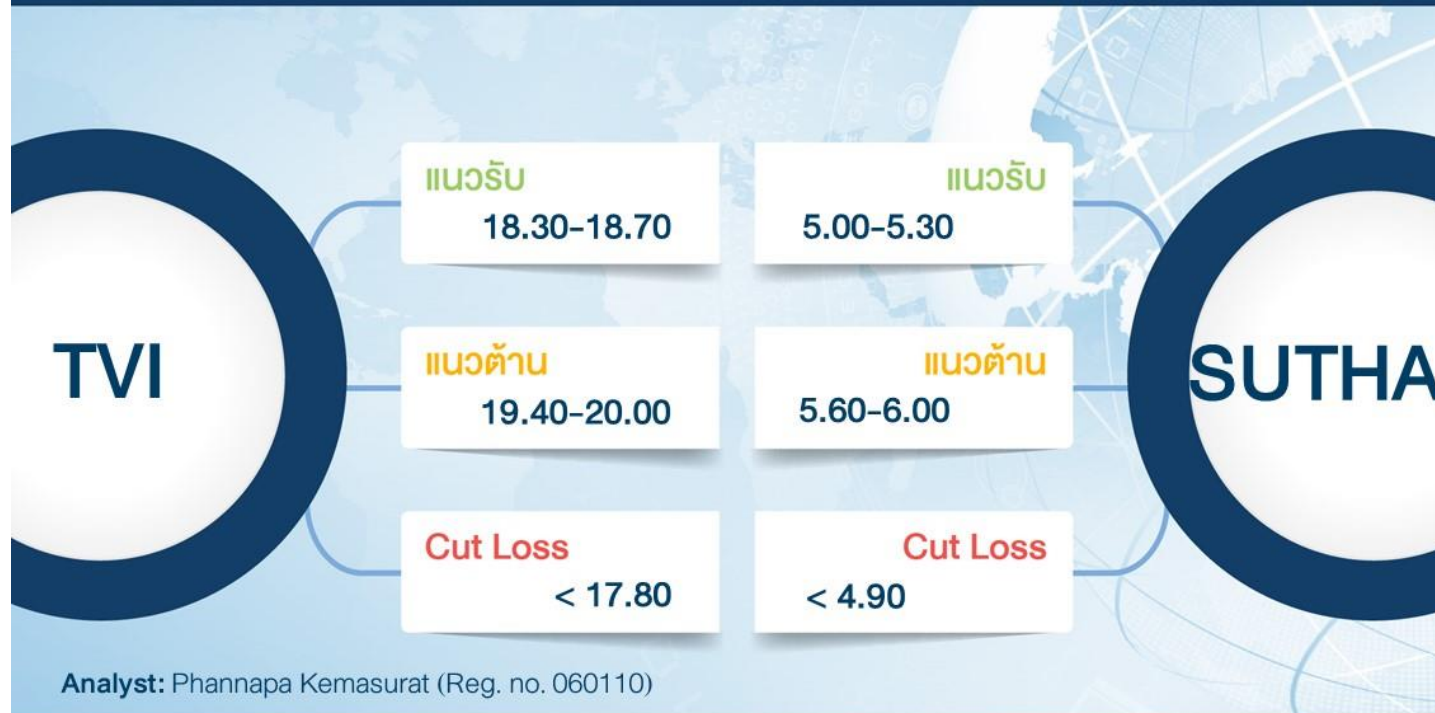 TVI
แนวรับ
18.30-18.70
แนวต้าน
19.40-20.00
Cut Loss
< 17.80
แนวรับ
5.00-5.30
แนวต้าน
5.60-6.00
Cut Loss
< 4.90
SUTHA
Analyst: Phannapa Kemasurat (Reg. no. 060110)